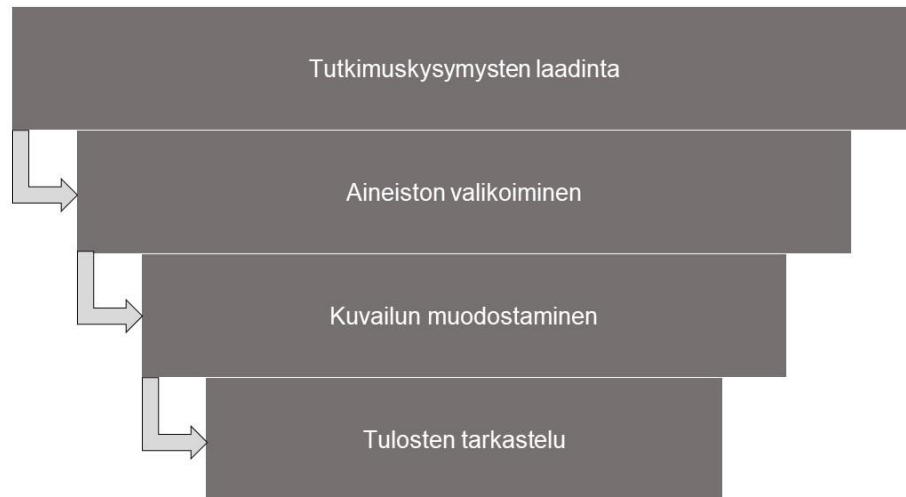 Tutkimuskysymysten laadinta
Aineiston valikoiminen
Kuvailun muodostaminen
Tulosten tarkastelu